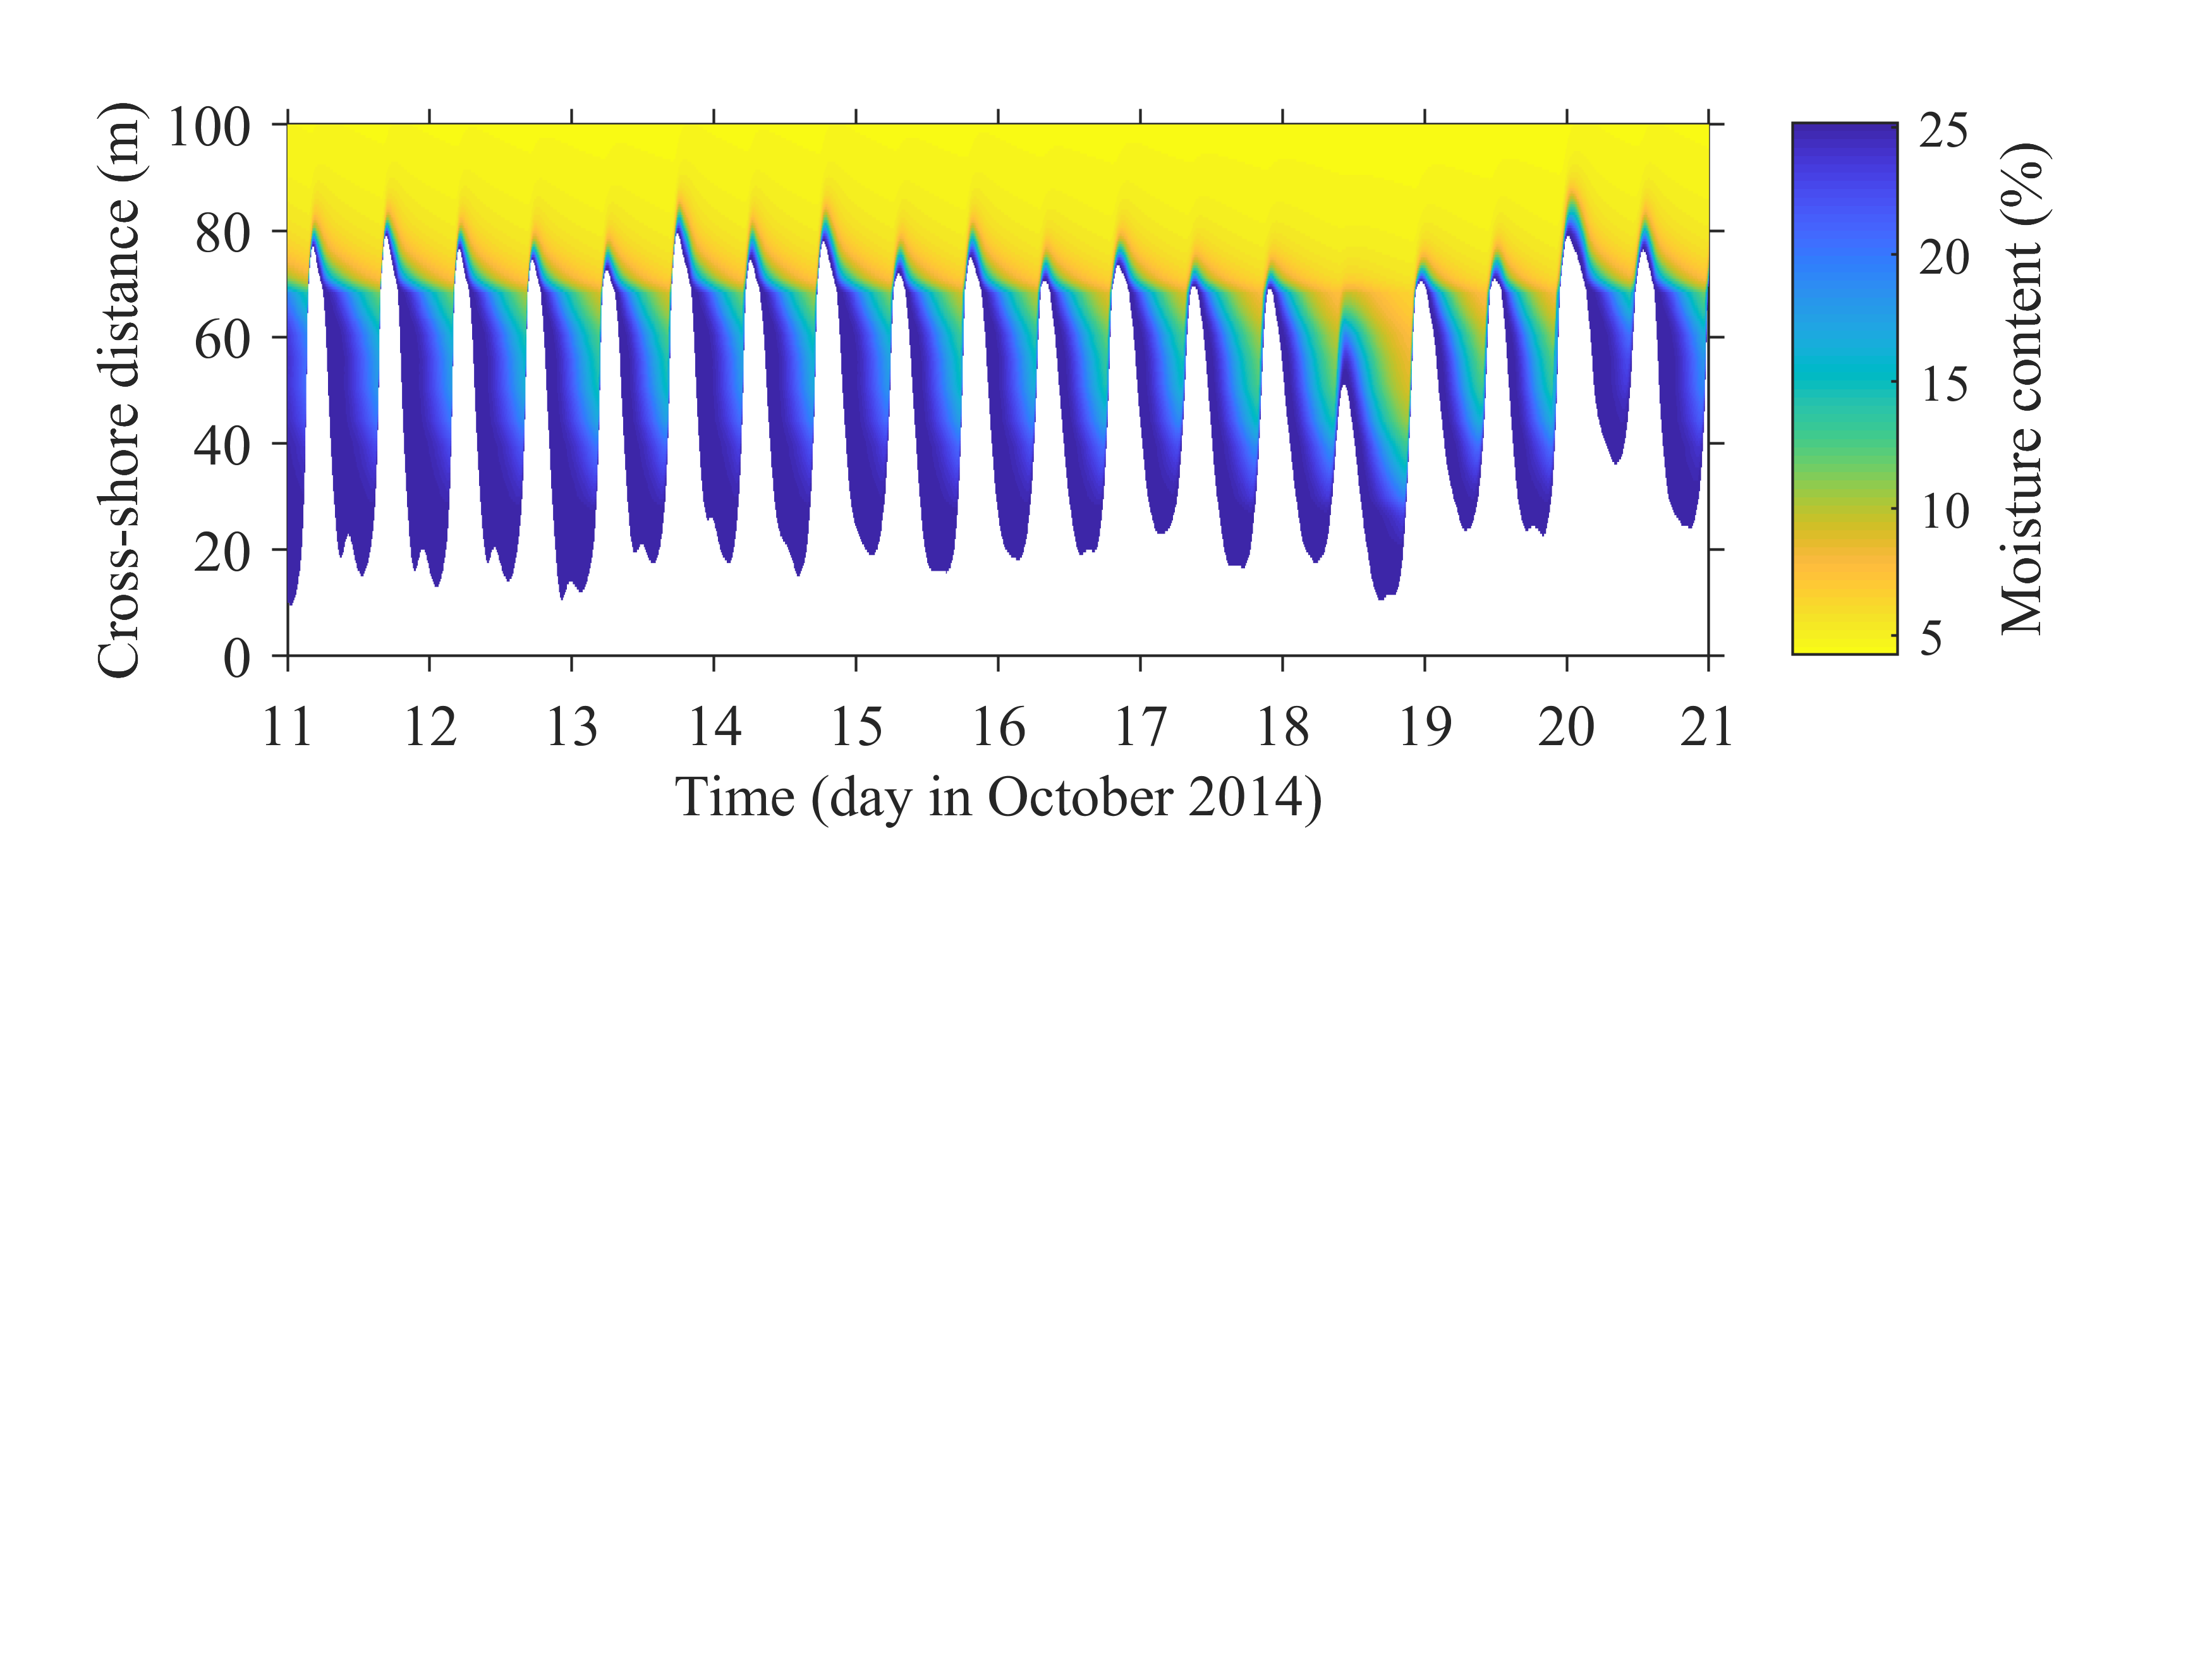 Cross-shore distance (m)
100
80
60
40
20
0
11 12 13 14 15 16 17 18 19 20 21
Time (day in October 2014)
25
20
15
10
5
Moisture content (%)